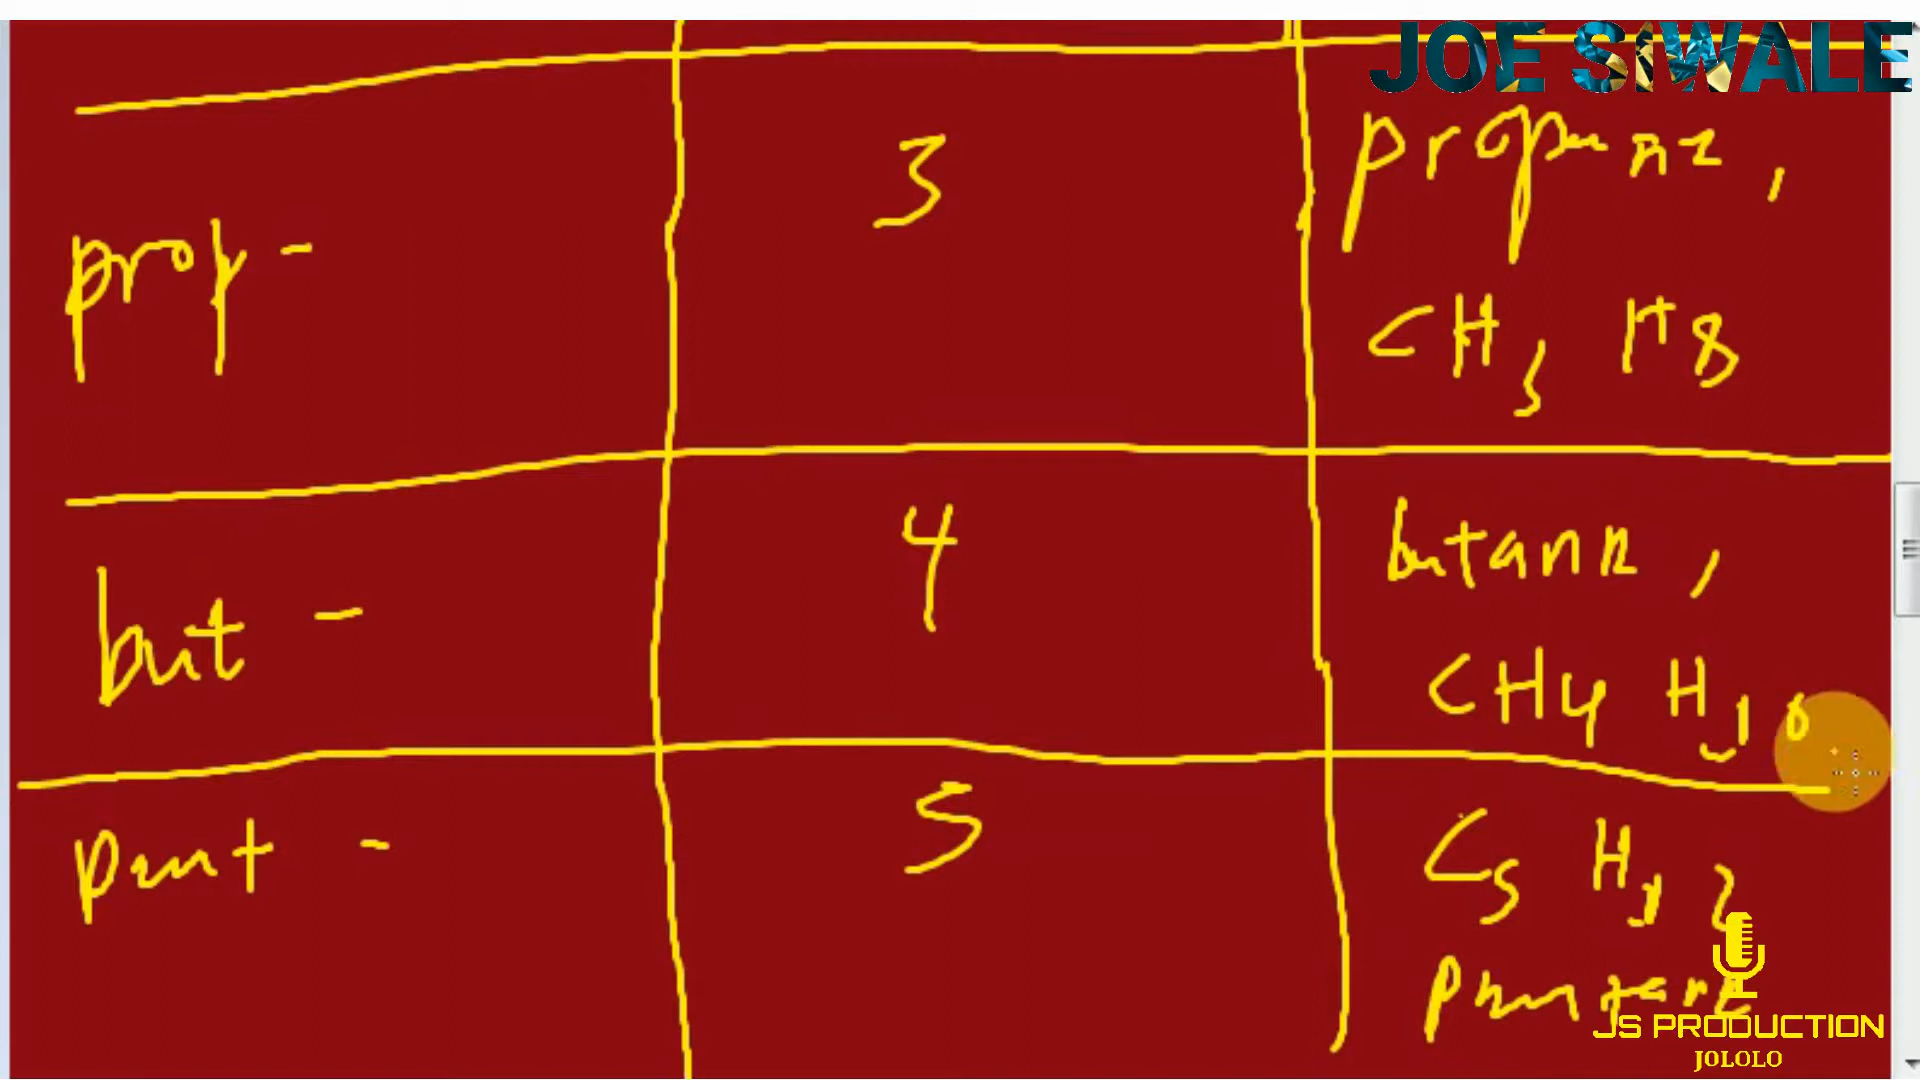 JOE SIWALE
prop - 3 propane,
CH3 H8
but - 4 butane,
CH4 H10
pent - 5 C5 H12
pentane
JS PRODUCTION
JOLOLO